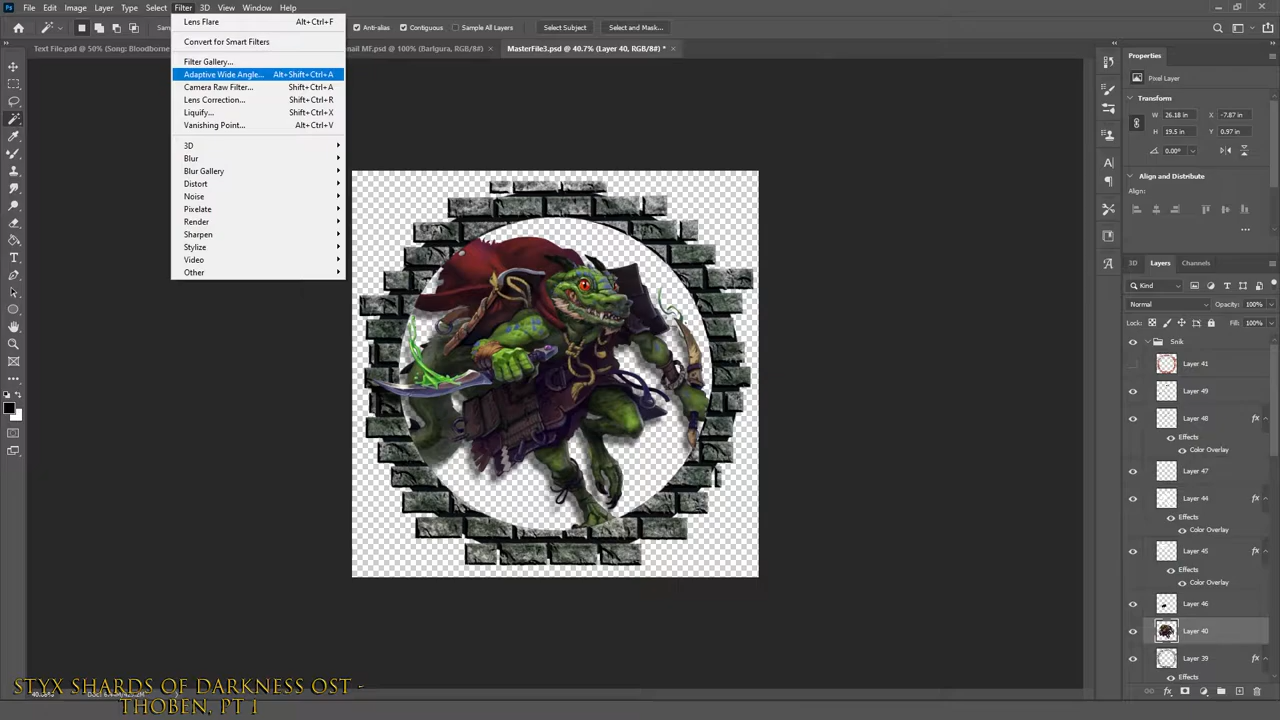 File Edit Image Layer Type Select Filter 3D View Window Help
Anti-alias Contiguous Sample All Layers Select Subject Select and Mask...
Text File.psd @ 50% (Song: Bloodborne
nail MF.psd @ 100% (Barlgura, RGB/8#) × MasterFile3.psd @ 40.7% (Layer 40, RGB/8#) * ×
Lens Flare Alt+Ctrl+F
Convert for Smart Filters
Filter Gallery...
Adaptive Wide Angle... Alt+Shift+Ctrl+A
Camera Raw Filter... Shift+Ctrl+A
Lens Correction... Shift+Ctrl+R
Liquify... Shift+Ctrl+X
Vanishing Point... Alt+Ctrl+V
3D
Blur
Blur Gallery
Distort
Noise
Pixelate
Render
Sharpen
Stylize
Video
Other
Properties
Pixel Layer
Transform
W 26.18 in X -7.87 in
H 19.5 in Y 0.97 in
0.00°
Align and Distribute
Align:
3D Layers Channels
Kind
Normal Opacity: 100%
Lock: Fill: 100%
Snik
Layer 41
Layer 49
Layer 48 fx
Effects
Color Overlay
Layer 47
Layer 44 fx
Effects
Color Overlay
Layer 45 fx
Effects
Color Overlay
Layer 46
Layer 40
Layer 39 fx
Effects
STYX SHARDS OF DARKNESS OST -
THOBEN, PT 1